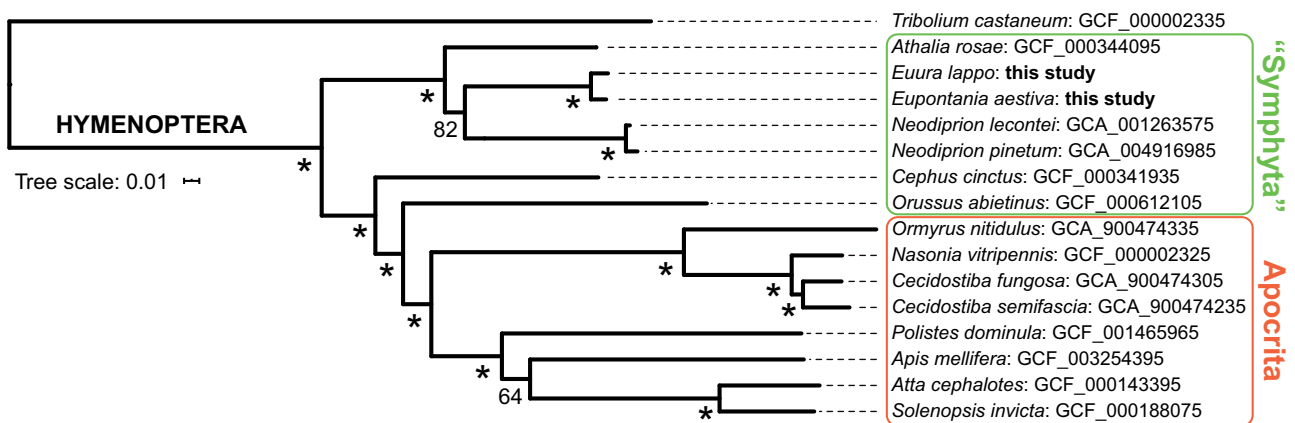 Tribolium castaneum: GCF_000002335
Athalia rosae: GCF_000344095
Euura lappo: this study
Eupontania aestiva: this study
Neodiprion lecontei: GCA_001263575
Neodiprion pinetum: GCA_004916985
Cephus cinctus: GCF_000341935
Orussus abietinus: GCF_000612105
Ormyrus nitidulus: GCA_900474335
Nasonia vitripennis: GCF_000002325
Cecidostiba fungosa: GCA_900474305
Cecidostiba semifascia: GCA_900474235
Polistes dominula: GCF_001465965
Apis mellifera: GCF_003254395
Atta cephalotes: GCF_000143395
Solenopsis invicta: GCF_000188075
HYMENOPTERA
Tree scale: 0.01
*
*
82
*
*
*
*
*
*
*
*
*
*
64
*
“Symphyta”
Apocrita